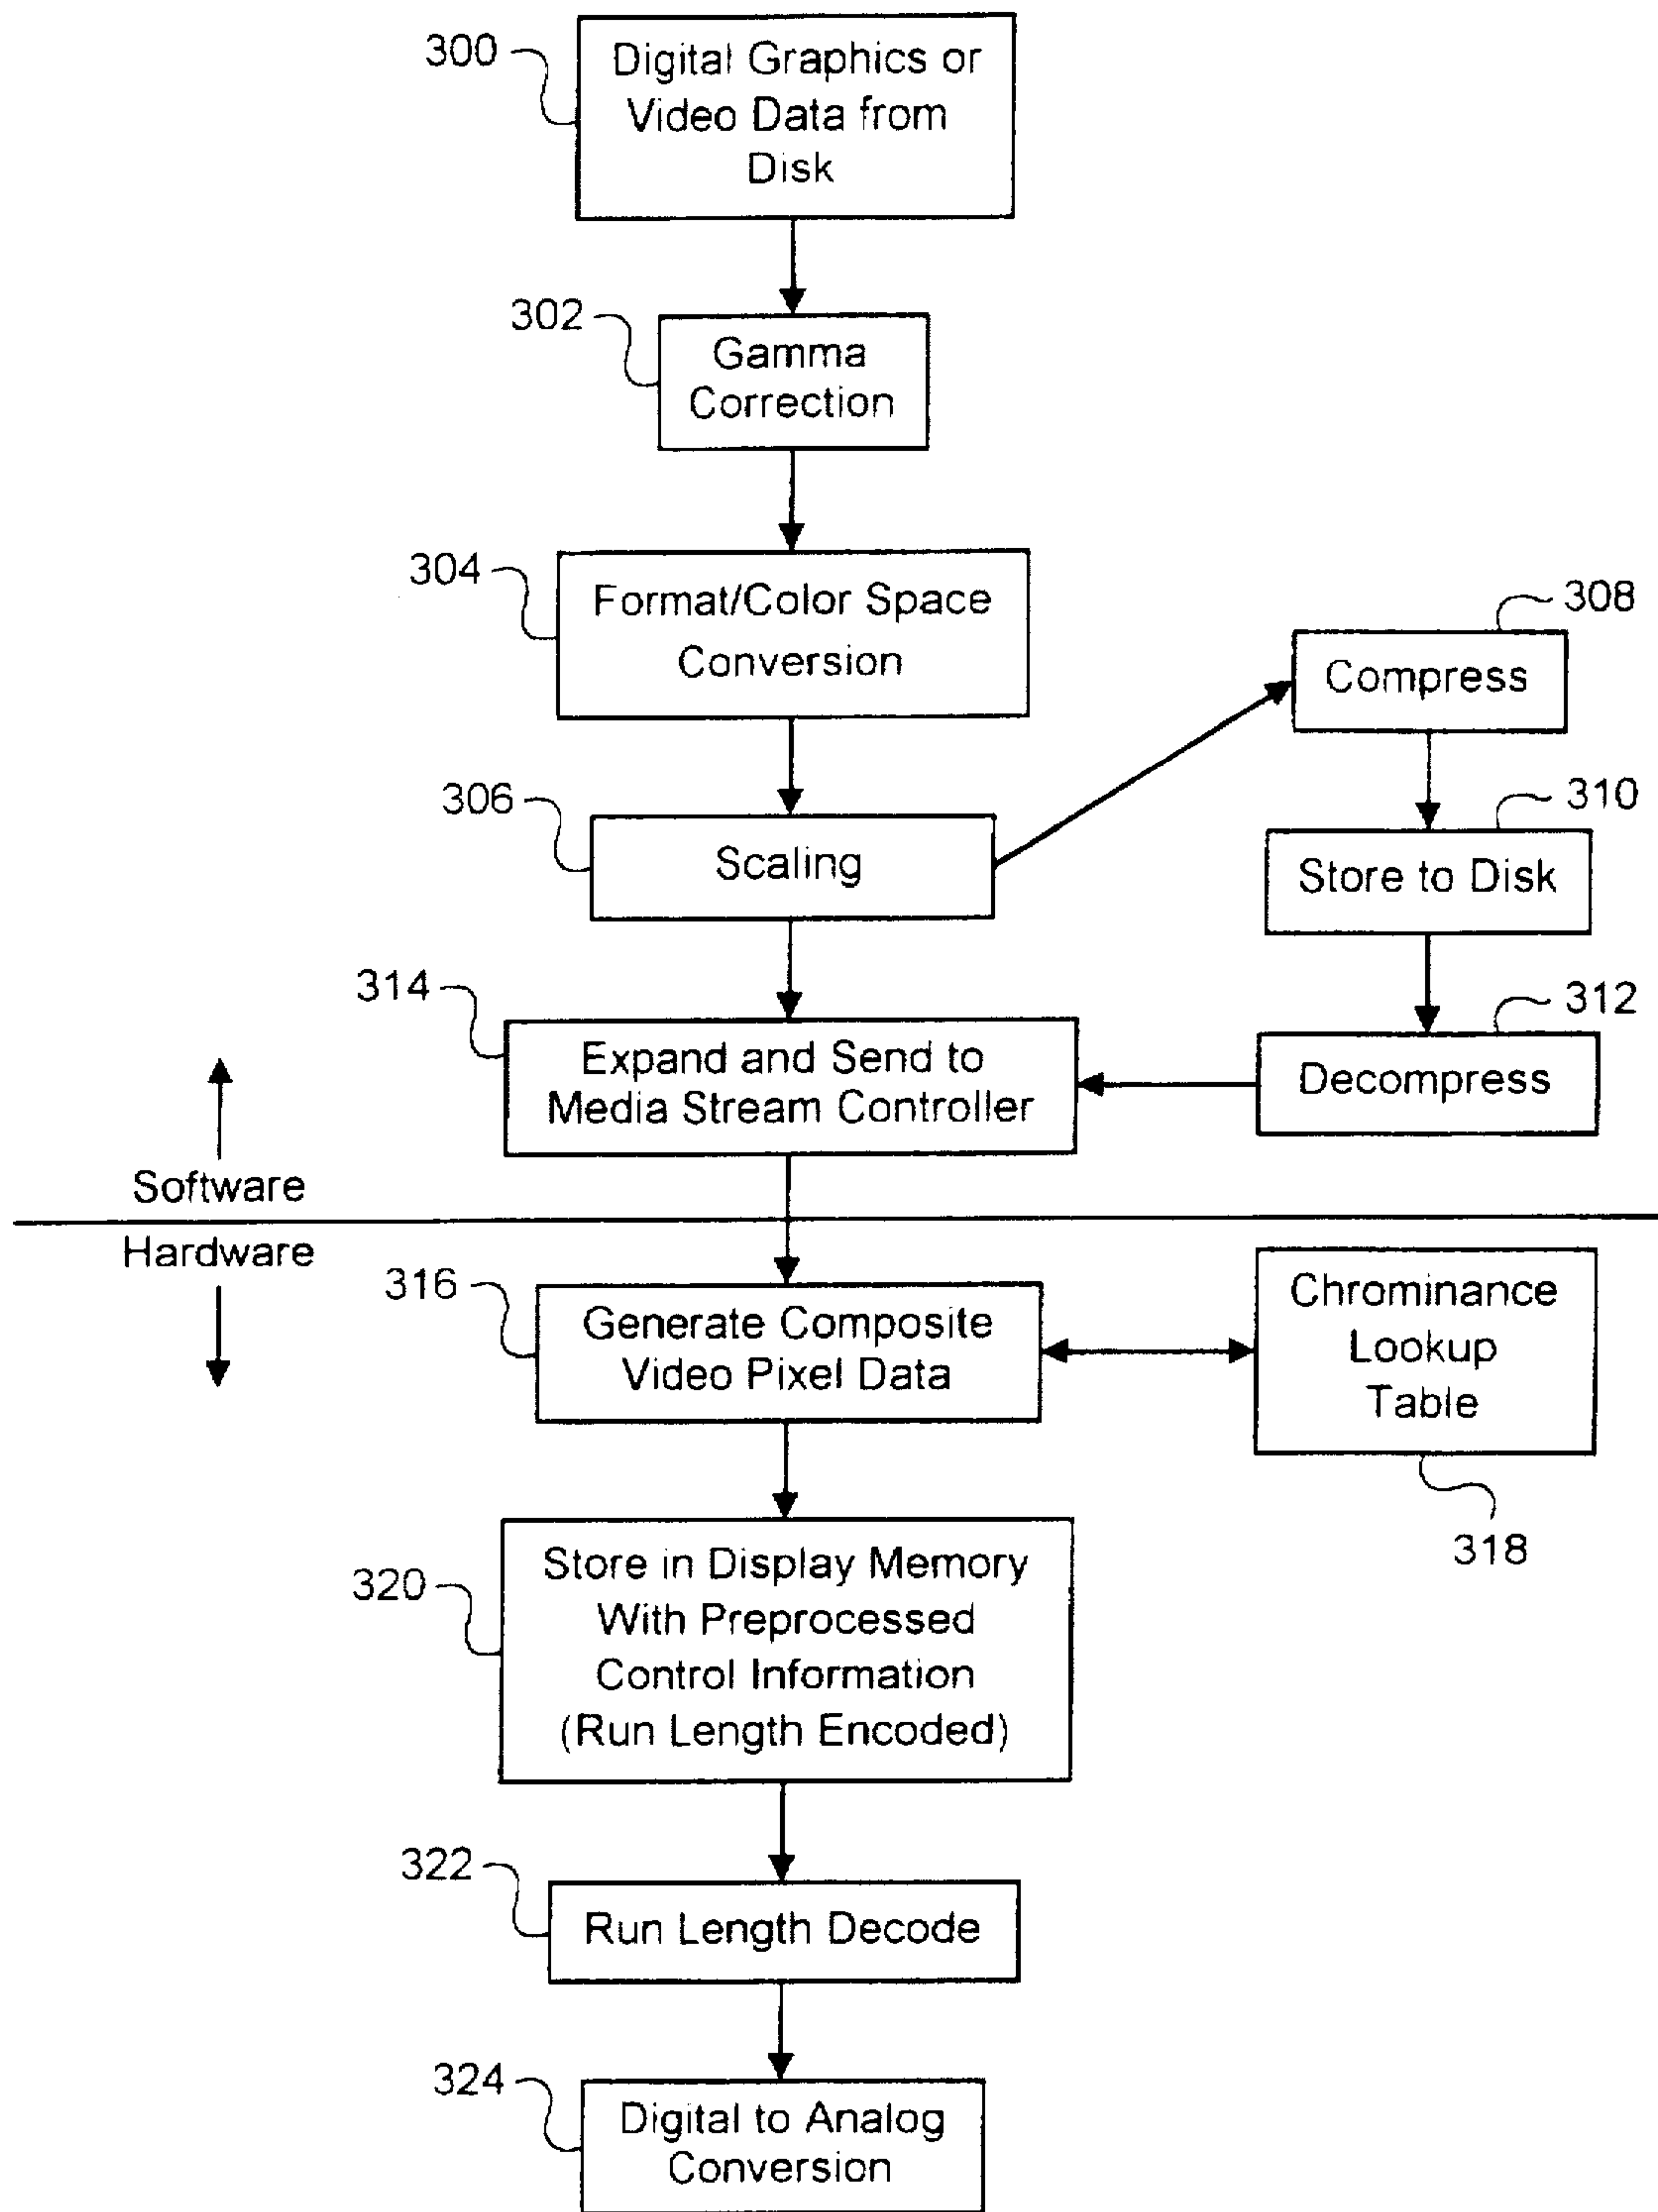 300
Digital Graphics or
Video Data from
Disk
302
Gamma
Correction
304
Format/Color Space
Conversion
308
Compress
306
Scaling
310
Store to Disk
314
Expand and Send to
Media Stream Controller
312
Decompress
Software
Hardware
316
Generate Composite
Video Pixel Data
Chrominance
Lookup
Table
318
320
Store in Display Memory
With Preprocessed
Control Information
(Run Length Encoded)
322
Run Length Decode
324
Digital to Analog
Conversion